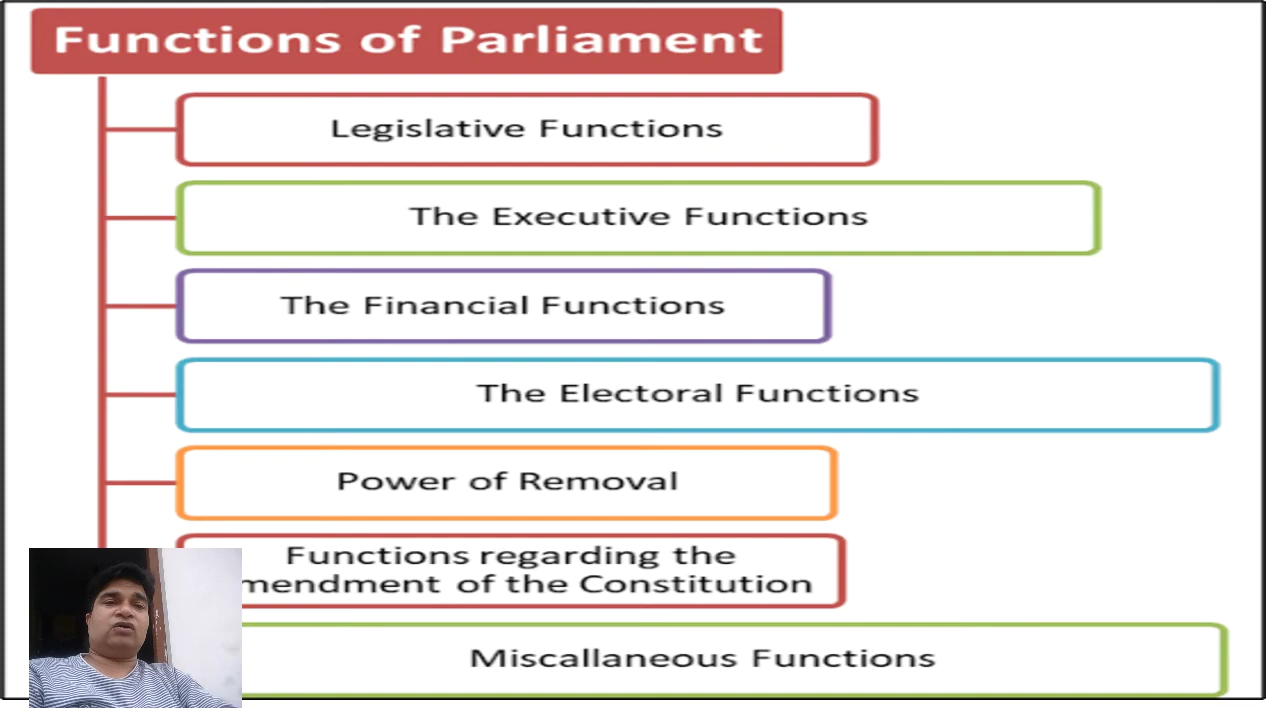 Functions of Parliament
Legislative Functions
The Executive Functions
The Financial Functions
The Electoral Functions
Power of Removal
Functions regarding the
mendment of the Constitution
Miscallaneous Functions